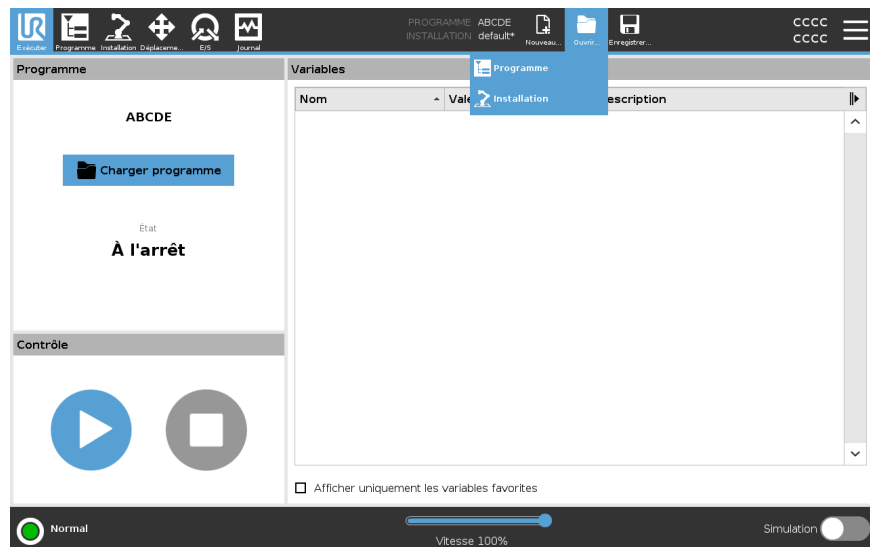 PROGRAMME ABCDE
INSTALLATION default*
cccc
cccc
Exécuter Programme Installation Déplaceme... E/S Journal
Nouveau... Ouvrir... Enregistrer...
Programme
Variables
Programme
Installation
Nom
Vale
escription
ABCDE
Charger programme
État
À l'arrêt
Contrôle
Afficher uniquement les variables favorites
Normal
Vitesse 100%
Simulation